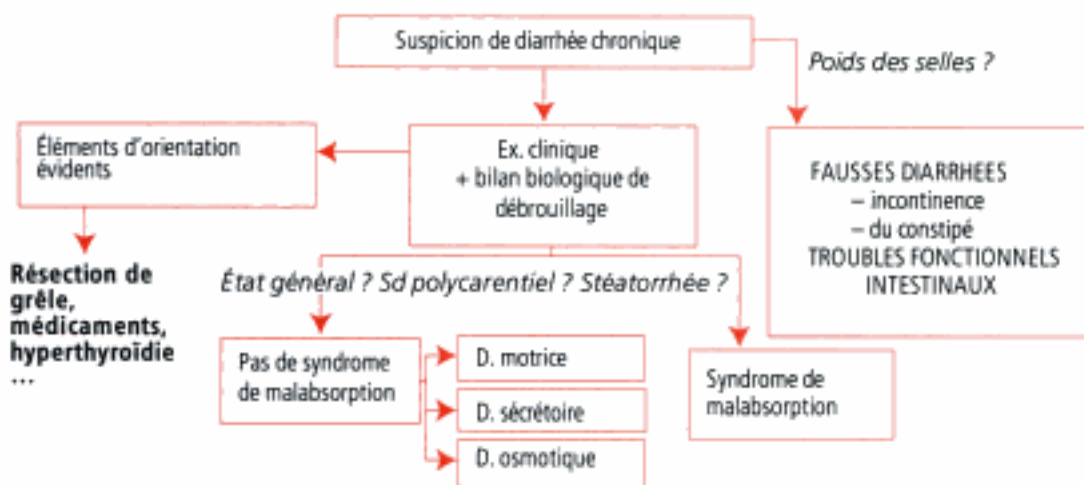 Suspicion de diarrhée chronique
Poids des selles ?
Éléments d'orientation
évidents
Ex. clinique
+ bilan biologique de
débrouillage
FAUSSES DIARRHEES
– incontinence
– du constipé
TROUBLES FONCTIONNELS
INTESTINAUX
Résection de
grêle,
médicaments,
hyperthyroïdie
...
État général ? Sd polycarentiel ? Stéatorrhée ?
Pas de syndrome
de malabsorption
D. motrice
D. sécrétoire
D. osmotique
Syndrome de
malabsorption